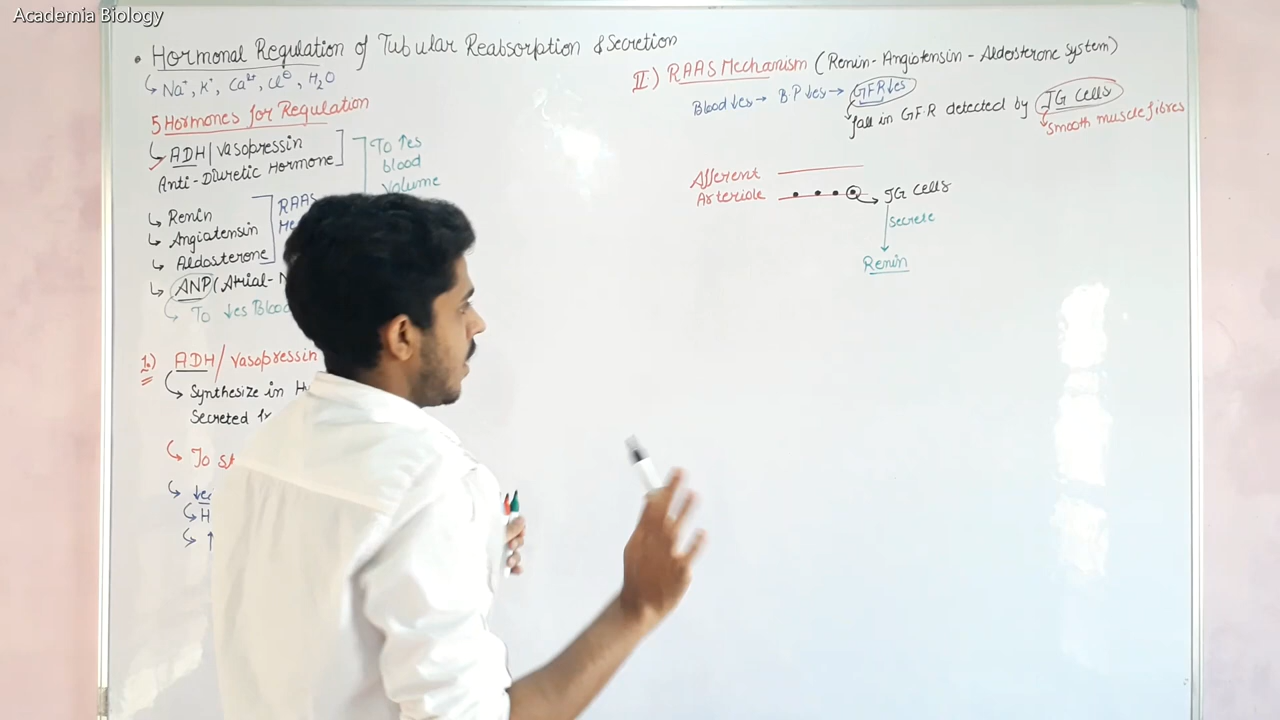 Academia Biology
• Hormonal Regulation of Tubular Reabsorption & Secretion
↳ Na⁺, K⁺, Ca²⁺, Cl⊖, H₂O
5 Hormones for Regulation
↳ ADH/Vasopressin
Anti-Diuretic Hormone
To ↑es
blood
volume
↳ Renin
↳ Angiotensin
↳ Aldosterone
RAAS
↳ ANP (Atrial-
↳ To ↓es Blood
1.) ADH/Vasopressin
↳ Synthesize in
Secreted
↳ To
II.) RAAS Mechanism (Renin-Angiotensin-Aldosterone system)
Blood ↓es → BP ↓es → GFR ↓es
fall in GFR detected by JG Cells
smooth muscle fibres
Afferent
Arteriole
JG Cells
Secrete
Renin